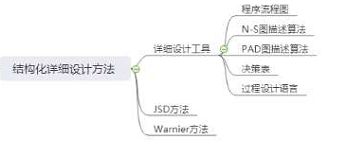 结构化详细设计方法
详细设计工具
程序流程图
N-S图描述算法
PAD图描述算法
决策表
过程设计语言
JSD方法
Warnier方法